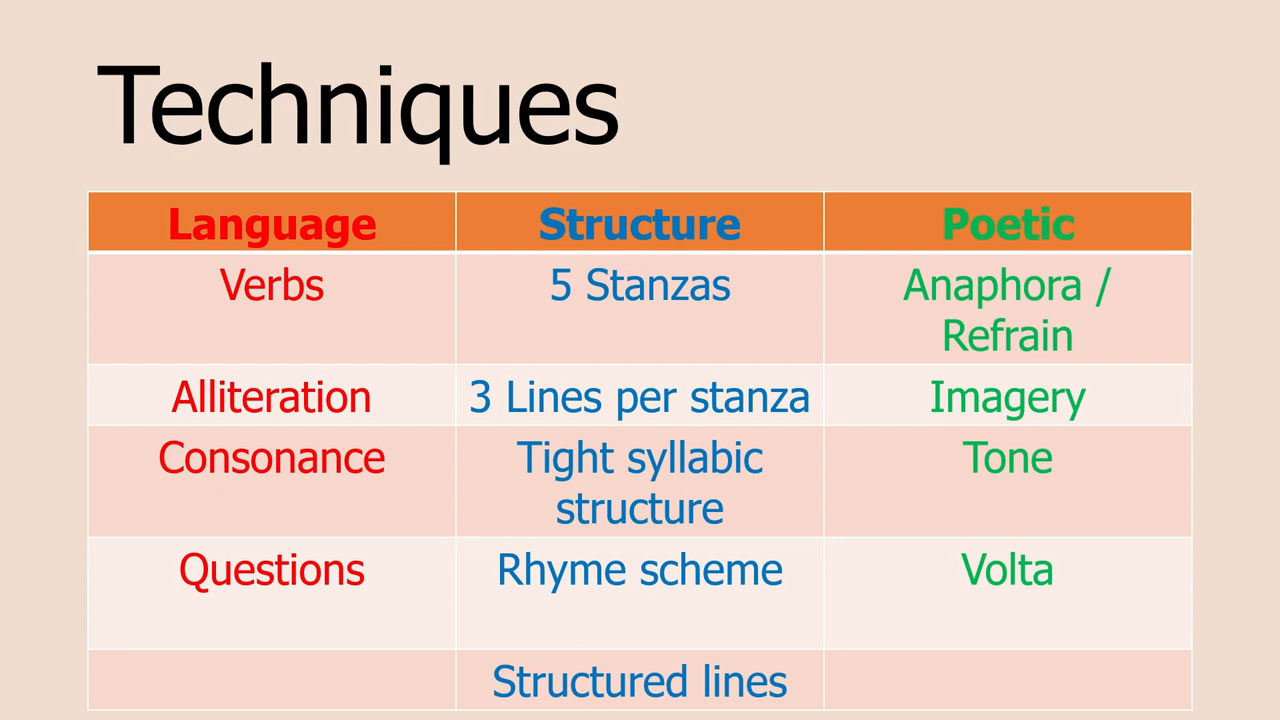 Techniques
Language Structure Poetic
Verbs 5 Stanzas Anaphora /
Refrain
Alliteration 3 Lines per stanza Imagery
Consonance Tight syllabic Tone
structure
Questions Rhyme scheme Volta
Structured lines